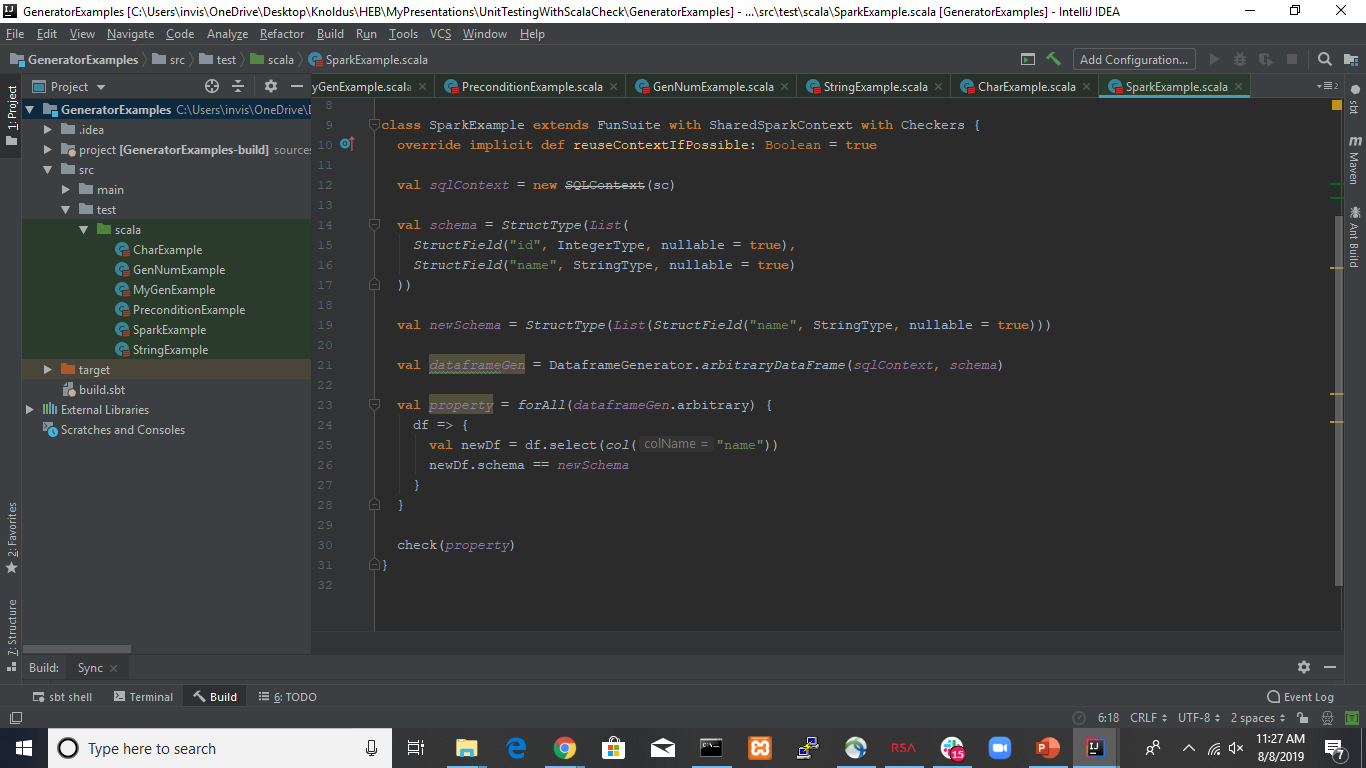 GeneratorExamples [C:\Users\invis\OneDrive\Desktop\Knoldus\HEB\MyPresentations\UnitTestingWithScalaCheck\GeneratorExamples] - ...\src\test\scala\SparkExample.scala [GeneratorExamples] - IntelliJ IDEA
File Edit View Navigate Code Analyze Refactor Build Run Tools VCS Window Help
GeneratorExamples src test scala SparkExample.scala Add Configuration...
Project yGenExample.scala PreconditionExample.scala GenNumExample.scala StringExample.scala CharExample.scala SparkExample.scala 2
1: Project
7: Structure
2: Favorites
sbt
Maven
Ant Build
GeneratorExamples C:\Users\invis\OneDrive\D
.idea
project [GeneratorExamples-build] sources
src
main
test
scala
CharExample
GenNumExample
MyGenExample
PreconditionExample
SparkExample
StringExample
target
build.sbt
External Libraries
Scratches and Consoles
8
9 class SparkExample extends FunSuite with SharedSparkContext with Checkers {
10 override implicit def reuseContextIfPossible: Boolean = true
11
12 val sqlContext = new SQLContext(sc)
13
14 val schema = StructType(List(
15 StructField("id", IntegerType, nullable = true),
16 StructField("name", StringType, nullable = true)
17 ))
18
19 val newSchema = StructType(List(StructField("name", StringType, nullable = true)))
20
21 val dataframeGen = DataframeGenerator.arbitraryDataFrame(sqlContext, schema)
22
23 val property = forAll(dataframeGen.arbitrary) {
24 df => {
25 val newDf = df.select(col( colName = "name"))
26 newDf.schema == newSchema
27 }
28 }
29
30 check(property)
31 }
32
Build: Sync
sbt shell Terminal Build 6: TODO Event Log
6:18 CRLF UTF-8 2 spaces
Type here to search RSA 15 11:27 AM
8/8/2019 7